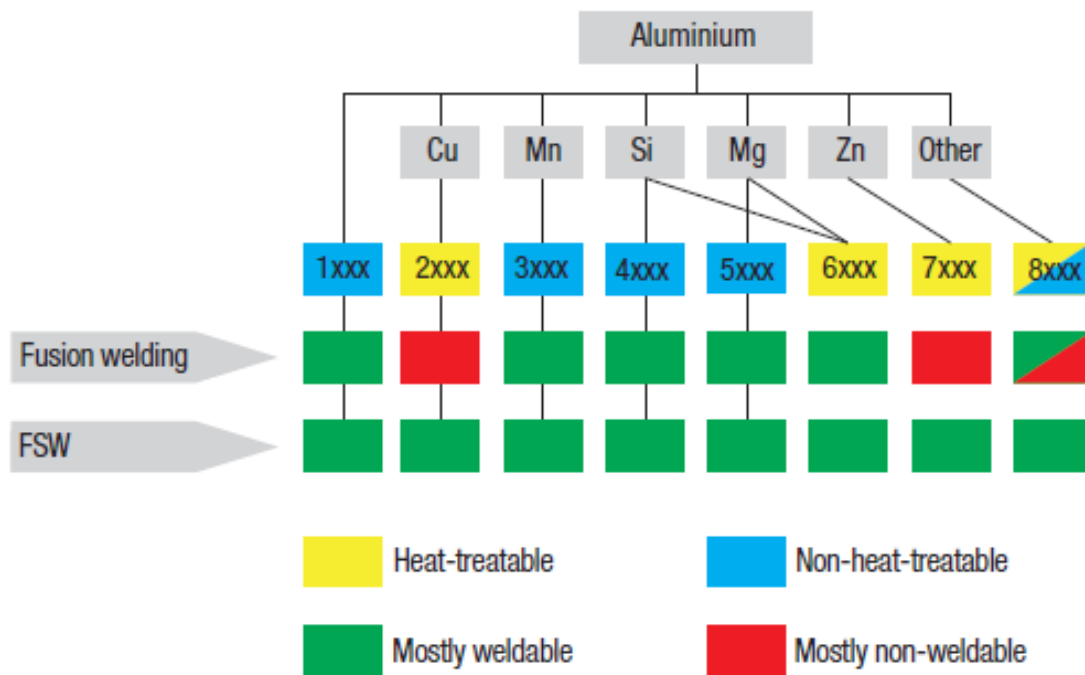 Aluminium
Cu Mn Si Mg Zn Other
1xxx 2xxx 3xxx 4xxx 5xxx 6xxx 7xxx 8xxx
Fusion welding
FSW
Heat-treatable Non-heat-treatable
Mostly weldable Mostly non-weldable